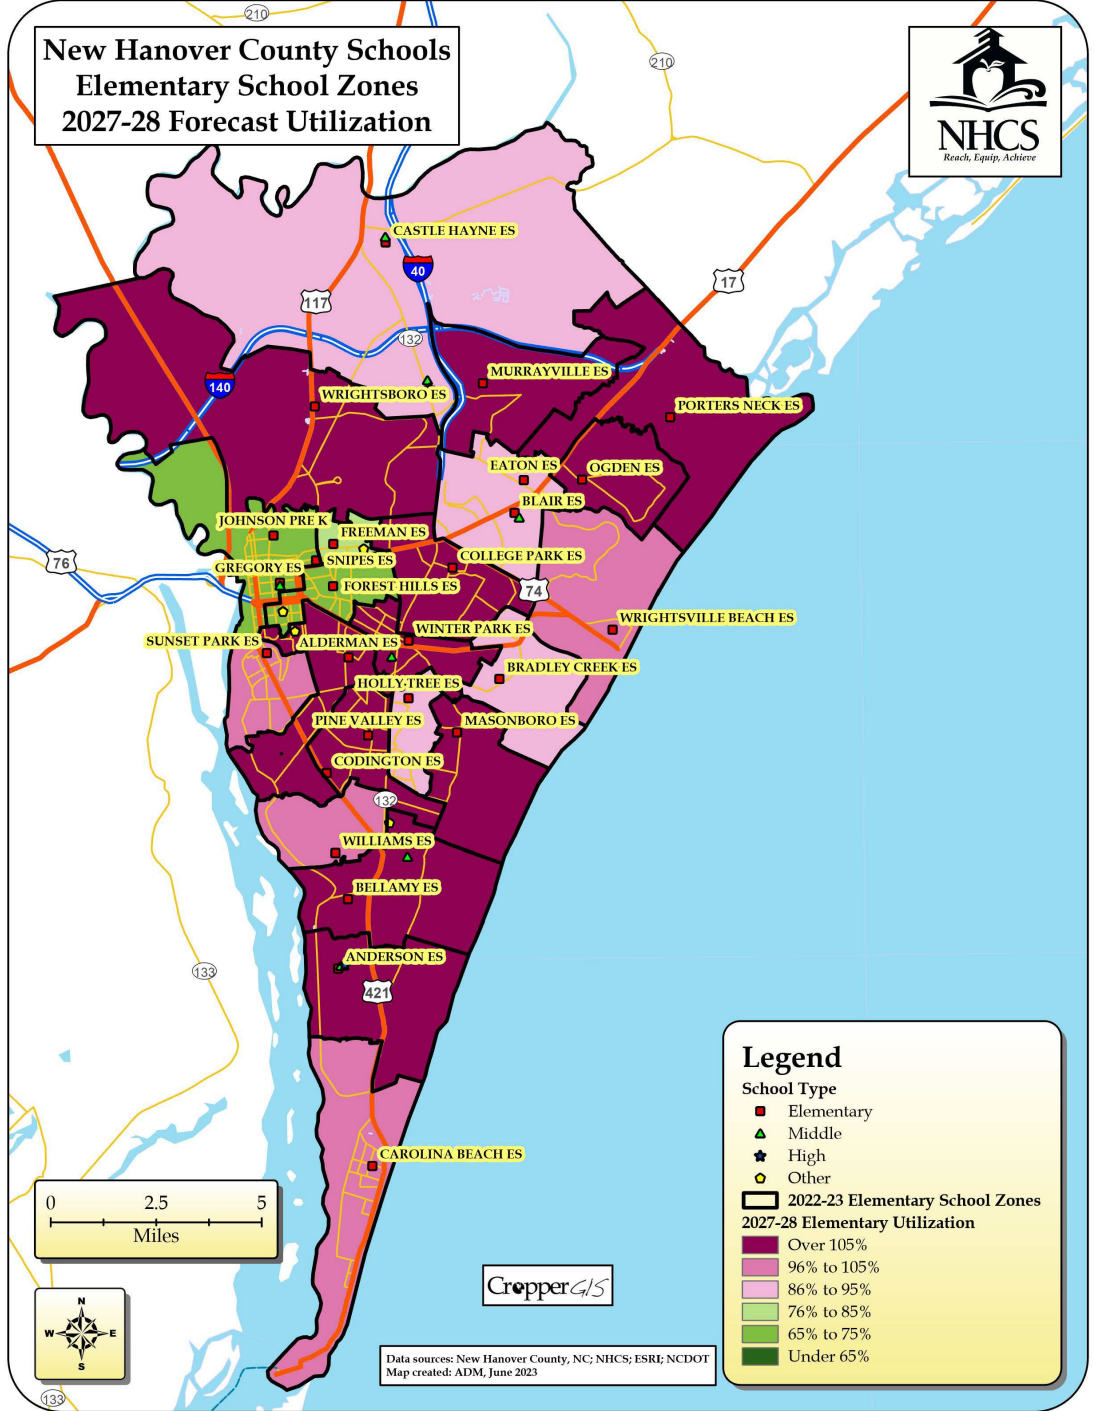 210
New Hanover County Schools
Elementary School Zones
2027-28 Forecast Utilization
210
NHCS
Reach, Equip, Achieve
CASTLE HAYNE ES
40
17
117
132
MURRAYVILLE ES
140
WRIGHTSBORO ES
PORTERS NECK ES
EATON ES
OGDEN ES
BLAIR ES
JOHNSON PRE K
FREEMAN ES
76
SNIPES ES
COLLEGE PARK ES
GREGORY ES
FOREST HILLS ES
74
WRIGHTSVILLE BEACH ES
WINTER PARK ES
SUNSET PARK ES
ALDERMAN ES
BRADLEY CREEK ES
HOLLY TREE ES
PINE VALLEY ES
MASONBORO ES
CODINGTON ES
132
WILLIAMS ES
BELLAMY ES
ANDERSON ES
133
421
CAROLINA BEACH ES
Legend
School Type
Elementary
Middle
High
Other
2022-23 Elementary School Zones
2027-28 Elementary Utilization
Over 105%
96% to 105%
86% to 95%
76% to 85%
65% to 75%
Under 65%
0 2.5 5
Miles
N
W E
S
CropperGIS
Data sources: New Hanover County, NC; NHCS; ESRI; NCDOT
Map created: ADM, June 2023
133